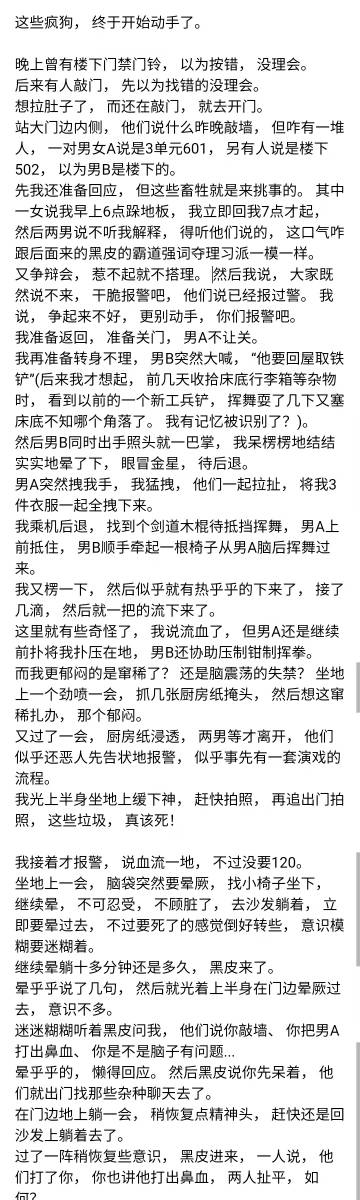 这些疯狗， 终于开始动手了。
晚上曾有楼下门禁门铃， 以为按错， 没理会。
后来有人敲门， 先以为找错的没理会。
想拉肚子了， 而还在敲门， 就去开门。
站大门边内侧， 他们说什么昨晚敲墙， 但咋有一堆
人， 一对男女A说是3单元601， 另有人说是楼下
502， 以为男B是楼下的。
先我还准备回应， 但这些畜牲就是来挑事的。 其中
一女说我早上6点跺地板， 我立即回我7点才起，
然后两男说不听我解释， 得听他们说的， 这口气咋
跟后面来的黑皮的霸道强词夺理习派一模一样。
又争辩会， 惹不起就不搭理。 然后我说， 大家既
然说不来， 干脆报警吧， 他们说已经报过警。 我
说， 争起来不好， 更别动手， 你们报警吧。
我准备返回， 准备关门， 男A不让关。
我再准备转身不理， 男B突然大喊， “他要回屋取铁
铲”(后来我才想起， 前几天收拾床底行李箱等杂物
时， 看到以前的一个新工兵铲， 挥舞耍了几下又塞
床底不知哪个角落了。 我有记忆被识别了？)。
然后男B同时出手照头就一巴掌， 我呆楞楞地结结
实实地晕了下， 眼冒金星， 待后退。
男A突然拽我手， 我猛拽， 他们一起拉扯， 将我3
件衣服一起全拽下来。
我乘机后退， 找到个剑道木棍待抵挡挥舞， 男A上
前抵住， 男B顺手牵起一根椅子从男A脑后挥舞过
来。
我又楞一下， 然后似乎就有热乎乎的下来了， 接了
几滴， 然后就一把的流下来了。
这里就有些奇怪了， 我说流血了， 但男A还是继续
前扑将我扑压在地， 男B还协助压制钳制挥拳。
而我更郁闷的是窜稀了？ 还是脑震荡的失禁？ 坐地
上一个劲喷一会， 抓几张厨房纸掩头， 然后想这窜
稀扎办， 那个郁闷。
又过了一会， 厨房纸浸透， 两男等才离开， 他们
似乎还恶人先告状地报警， 似乎事先有一套演戏的
流程。
我光上半身坐地上缓下神， 赶快拍照， 再追出门拍
照， 这些垃圾， 真该死！
我接着才报警， 说血流一地， 不过没要120。
坐地上一会， 脑袋突然要晕厥， 找小椅子坐下，
继续晕， 不可忍受， 不顾脏了， 去沙发躺着， 立
即要晕过去， 不过要死了的感觉倒好转些， 意识模
糊要迷糊着。
继续晕躺十多分钟还是多久， 黑皮来了。
晕乎乎说了几句， 然后就光着上半身在门边晕厥过
去， 意识不多。
迷迷糊糊听着黑皮问我， 他们说你敲墙、 你把男A
打出鼻血、 你是不是脑子有问题...
晕乎乎的， 懒得回应。 然后黑皮说你先呆着， 他
们就出门找那些杂种聊天去了。
在门边地上躺一会， 稍恢复点精神头， 赶快还是回
沙发上躺着去了。
过了一阵稍恢复些意识， 黑皮进来， 一人说， 他
们打了你， 你也讲他打出鼻血， 两人扯平， 如
何？